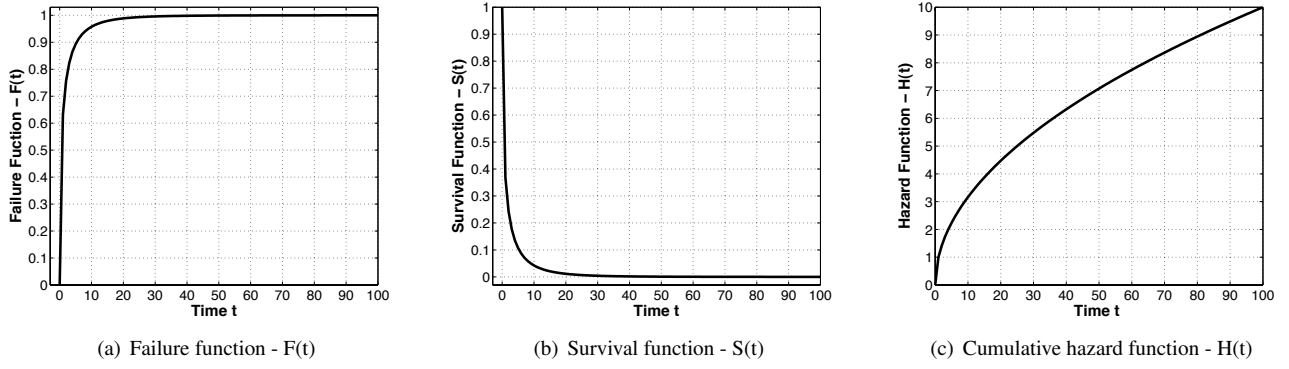 1
0.9
0.8
0.7
0.6
0.5
0.4
0.3
0.2
0.1
0
Failure Fuction – F(t)
0 10 20 30 40 50 60 70 80 90 100
Time t
(a) Failure function - F(t)
1
0.9
0.8
0.7
0.6
0.5
0.4
0.3
0.2
0.1
0
Survival Function – S(t)
0 10 20 30 40 50 60 70 80 90 100
Time t
(b) Survival function - S(t)
10
9
8
7
6
5
4
3
2
1
0
Hazard Function – H(t)
0 10 20 30 40 50 60 70 80 90 100
Time t
(c) Cumulative hazard function - H(t)